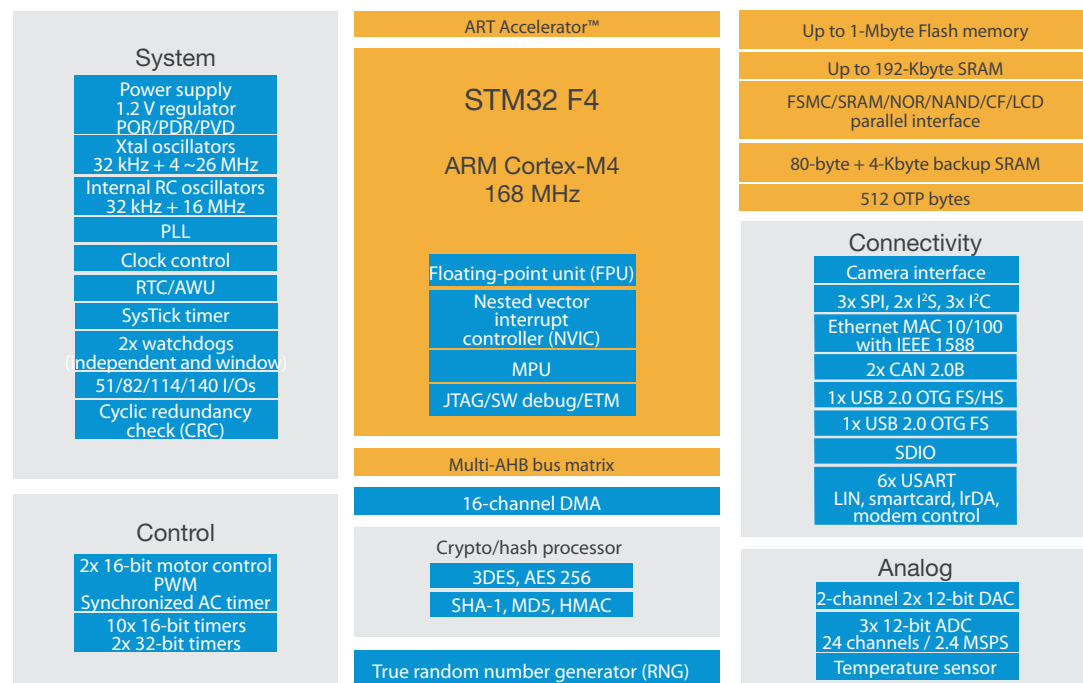 System
Power supply
1.2 V regulator
POR/PDR/PVD
Xtal oscillators
32 kHz + 4 ~26 MHz
Internal RC oscillators
32 kHz + 16 MHz
PLL
Clock control
RTC/AWU
SysTick timer
2x watchdogs
(independent and window)
51/82/114/140 I/Os
Cyclic redundancy
check (CRC)
Control
2x 16-bit motor control
PWM
Synchronized AC timer
10x 16-bit timers
2x 32-bit timers
ART Accelerator™
STM32 F4
ARM Cortex-M4
168 MHz
Floating-point unit (FPU)
Nested vector
interrupt
controller (NVIC)
MPU
JTAG/SW debug/ETM
Multi-AHB bus matrix
16-channel DMA
Crypto/hash processor
3DES, AES 256
SHA-1, MD5, HMAC
True random number generator (RNG)
Up to 1-Mbyte Flash memory
Up to 192-Kbyte SRAM
FSMC/SRAM/NOR/NAND/CF/LCD
parallel interface
80-byte + 4-Kbyte backup SRAM
512 OTP bytes
Connectivity
Camera interface
3x SPI, 2x I²S, 3x I²C
Ethernet MAC 10/100
with IEEE 1588
2x CAN 2.0B
1x USB 2.0 OTG FS/HS
1x USB 2.0 OTG FS
SDIO
6x USART
LIN, smartcard, IrDA,
modem control
Analog
2-channel 2x 12-bit DAC
3x 12-bit ADC
24 channels / 2.4 MSPS
Temperature sensor